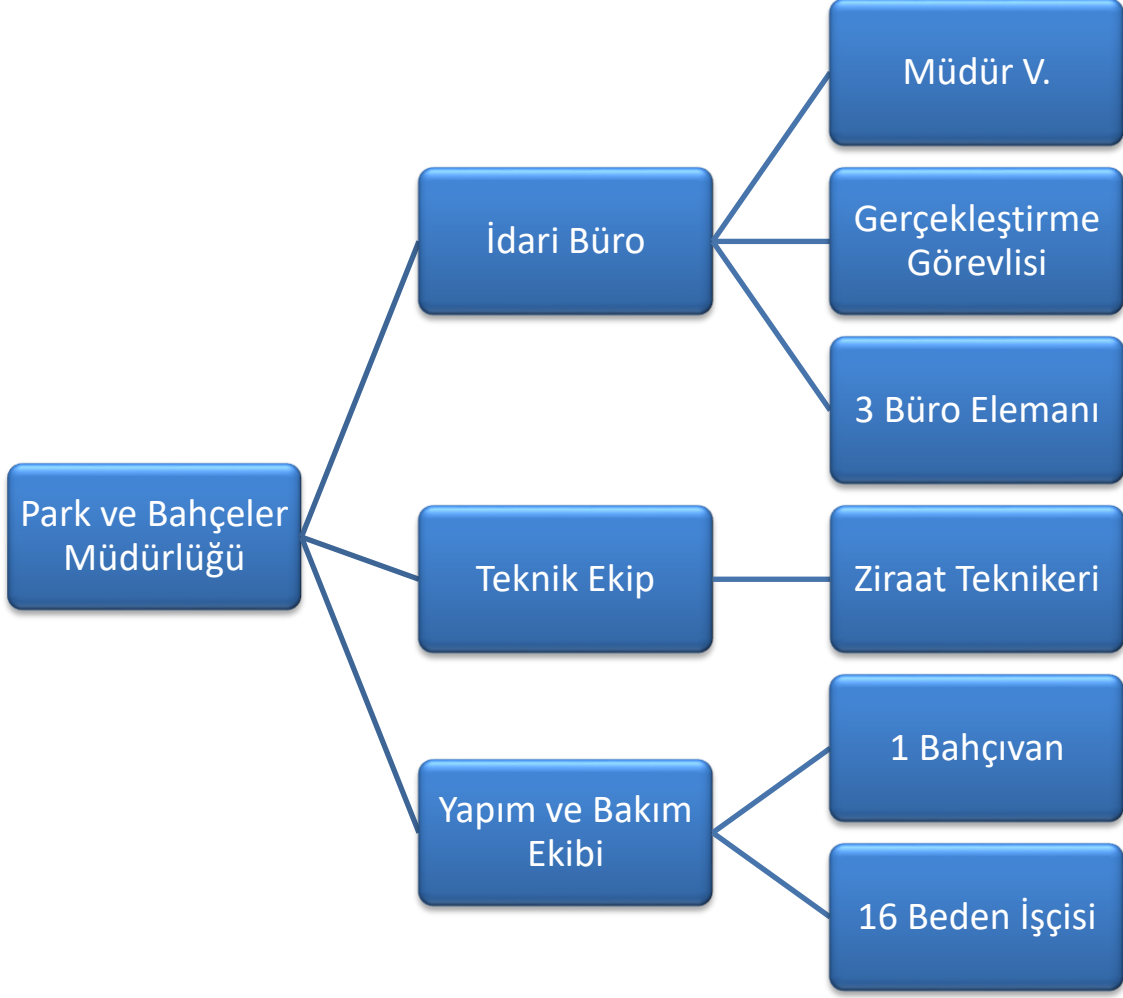 Park ve Bahçeler
Müdürlüğü
İdari Büro
Müdür V.
Gerçekleştirme
Görevlisi
3 Büro Elemanı
Teknik Ekip
Ziraat Teknikeri
Yapım ve Bakım
Ekibi
1 Bahçıvan
16 Beden İşçisi